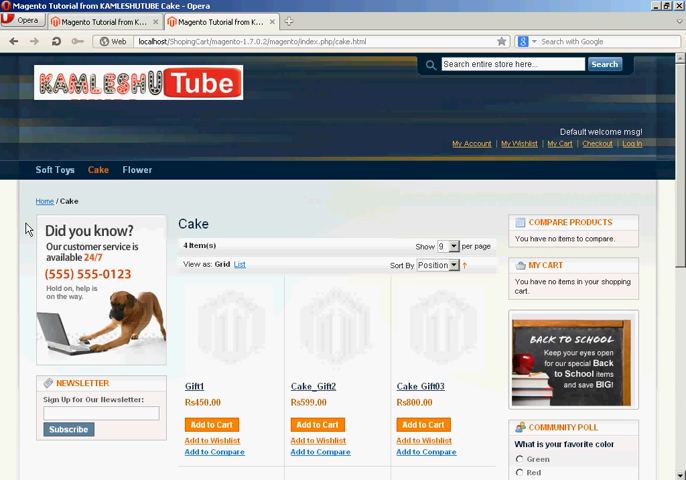 Magento Tutorial from KAMLESHUTUBE Cake - Opera
Opera
Magento Tutorial from K...
Magento Tutorial from K...
Web
localhost/ShopingCart/magento-1.7.0.2/magento/index.php/cake.html
Search with Google
KAMLESHU Tube
Search entire store here...
Search
Default welcome msg!
My Account | My Wishlist | My Cart | Checkout | Log In
Soft Toys Cake Flower
Home / Cake
Did you know?
Our customer service is
available 24/7
(555) 555-0123
Hold on, help is
on the way.
NEWSLETTER
Sign Up for Our Newsletter:
Subscribe
Cake
4 Item(s)
Show 9 per page
View as: Grid List
Sort By Position
Gift1
Rs450.00
Add to Cart
Add to Wishlist
Add to Compare
Cake_Gift2
Rs599.00
Add to Cart
Add to Wishlist
Add to Compare
Cake Gift03
Rs800.00
Add to Cart
Add to Wishlist
Add to Compare
COMPARE PRODUCTS
You have no items to compare.
MY CART
You have no items in your shopping
cart.
BACK TO SCHOOL
Keep your eyes open
for our special Back
to School items
and save BIG!
COMMUNITY POLL
What is your favorite color
Green
Red